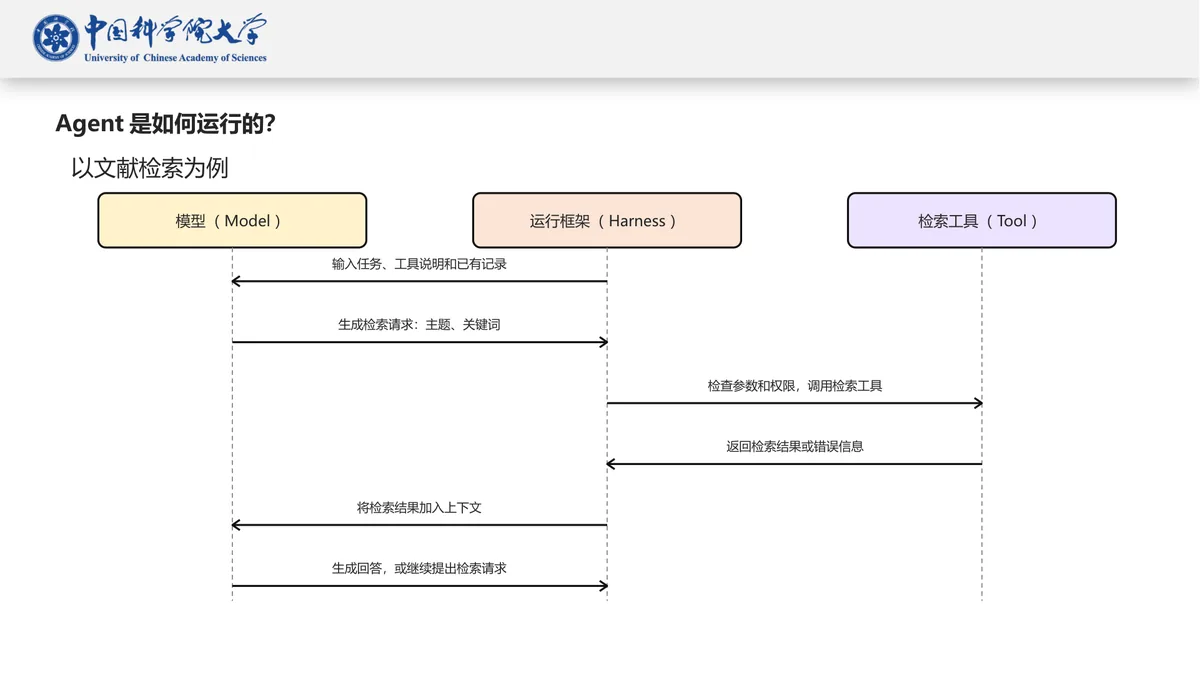 中国科学院大学
University of Chinese Academy of Sciences
Agent 是如何运行的？
以文献检索为例
模型（Model）
运行框架（Harness）
检索工具（Tool）
输入任务、工具说明和已有记录
生成检索请求：主题、关键词
检查参数和权限，调用检索工具
返回检索结果或错误信息
将检索结果加入上下文
生成回答，或继续提出检索请求